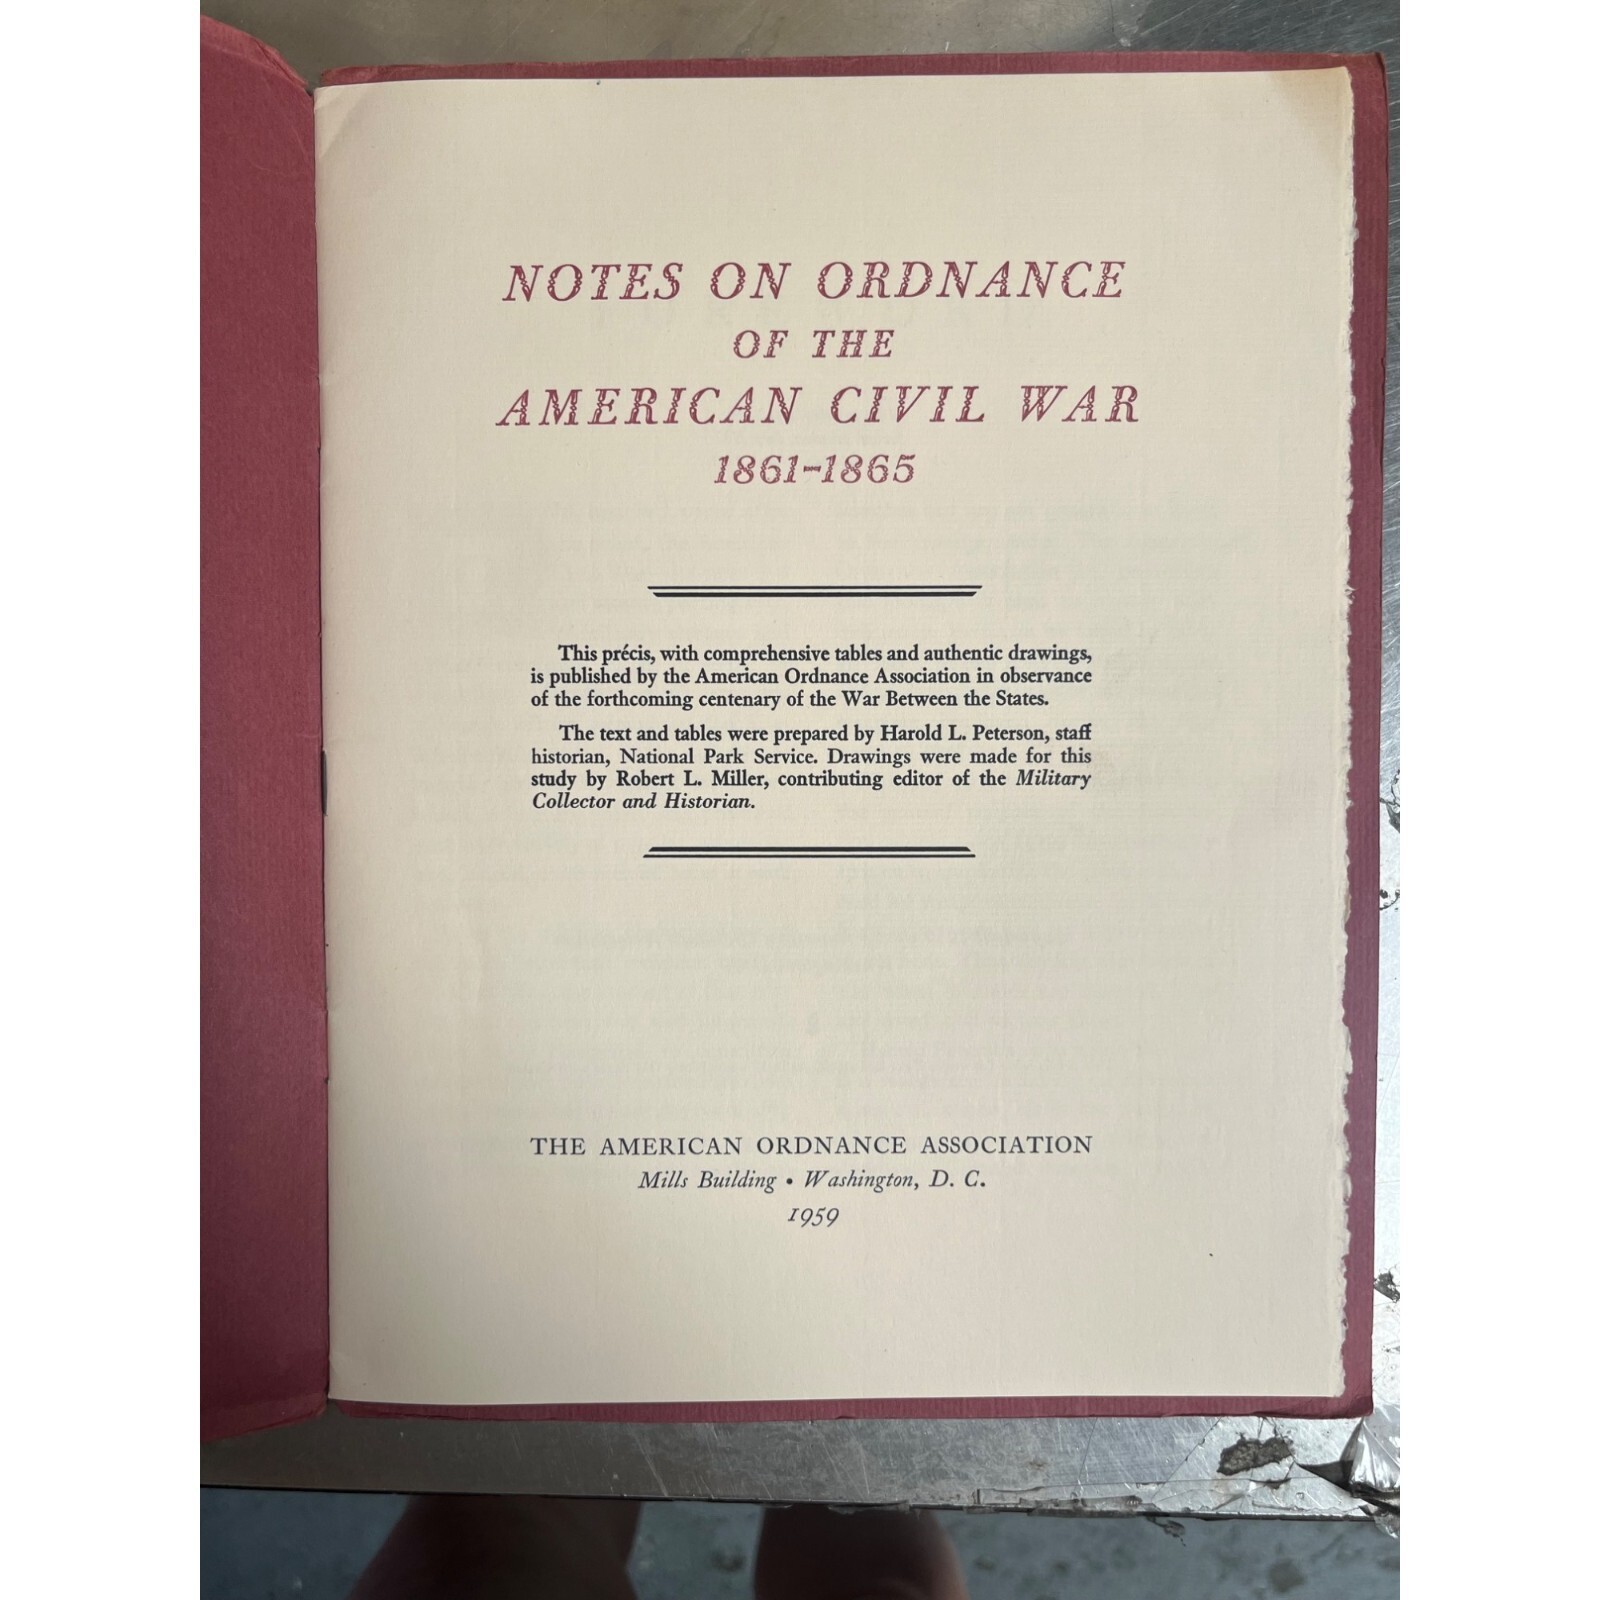 NOTES ON ORDNANCE
OF THE
AMERICAN CIVIL WAR
1861-1865
This précis, with comprehensive tables and authentic drawings,
is published by the American Ordnance Association in observance
of the forthcoming centenary of the War Between the States.
The text and tables were prepared by Harold L. Peterson, staff
historian, National Park Service. Drawings were made for this
study by Robert L. Miller, contributing editor of the Military
Collector and Historian.
THE AMERICAN ORDNANCE ASSOCIATION
Mills Building • Washington, D. C.
1959